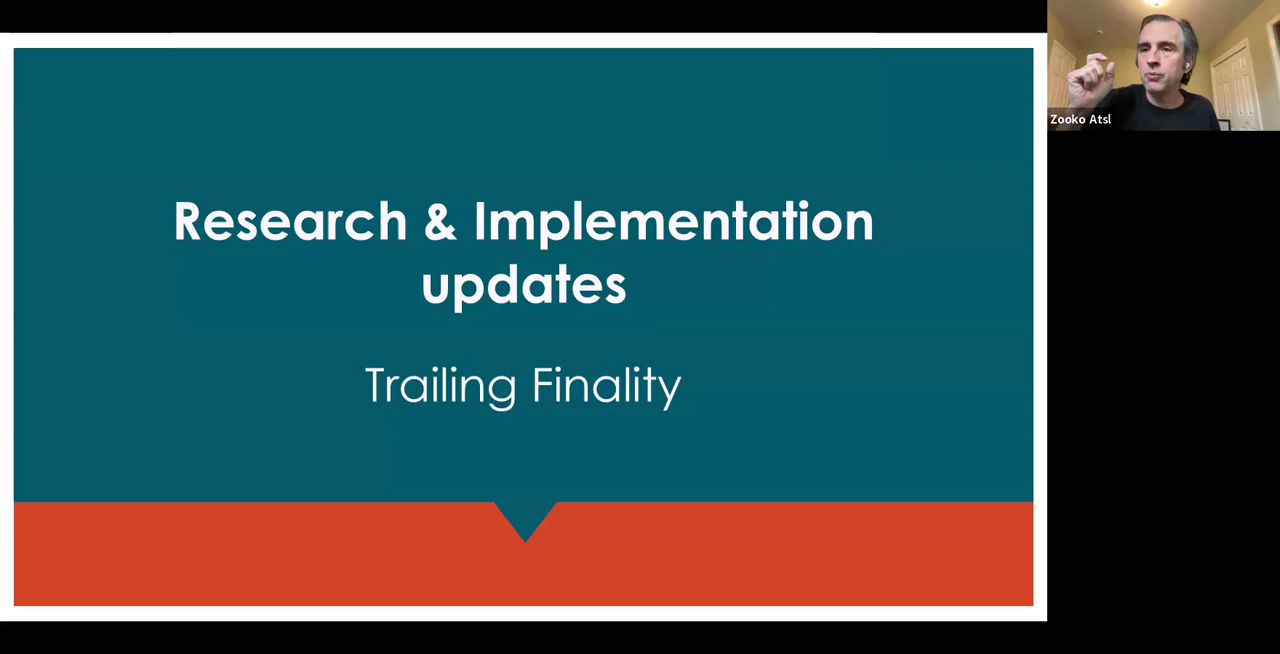 Research & Implementation
updates
Trailing Finality
Zooko Atsl